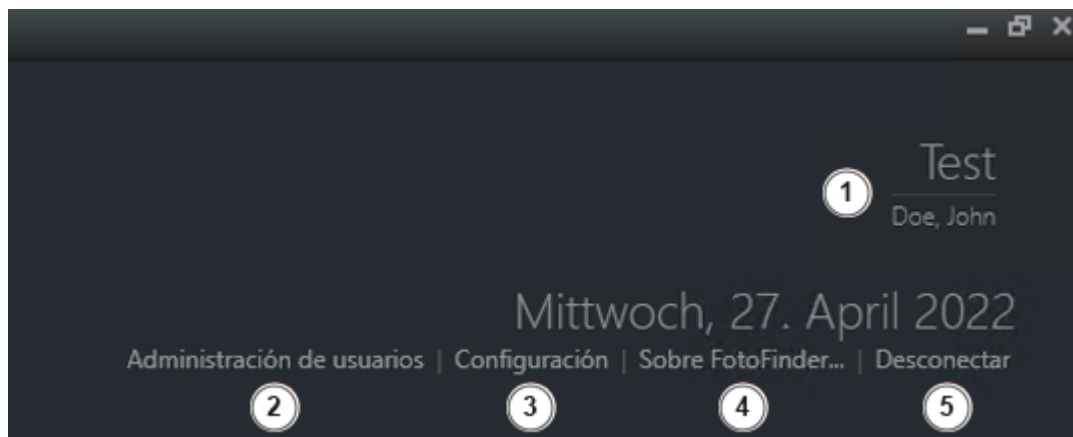 Test
1
Doe, John
Mittwoch, 27. April 2022
Administración de usuarios | Configuración | Sobre FotoFinder... | Desconectar
2 3 4 5